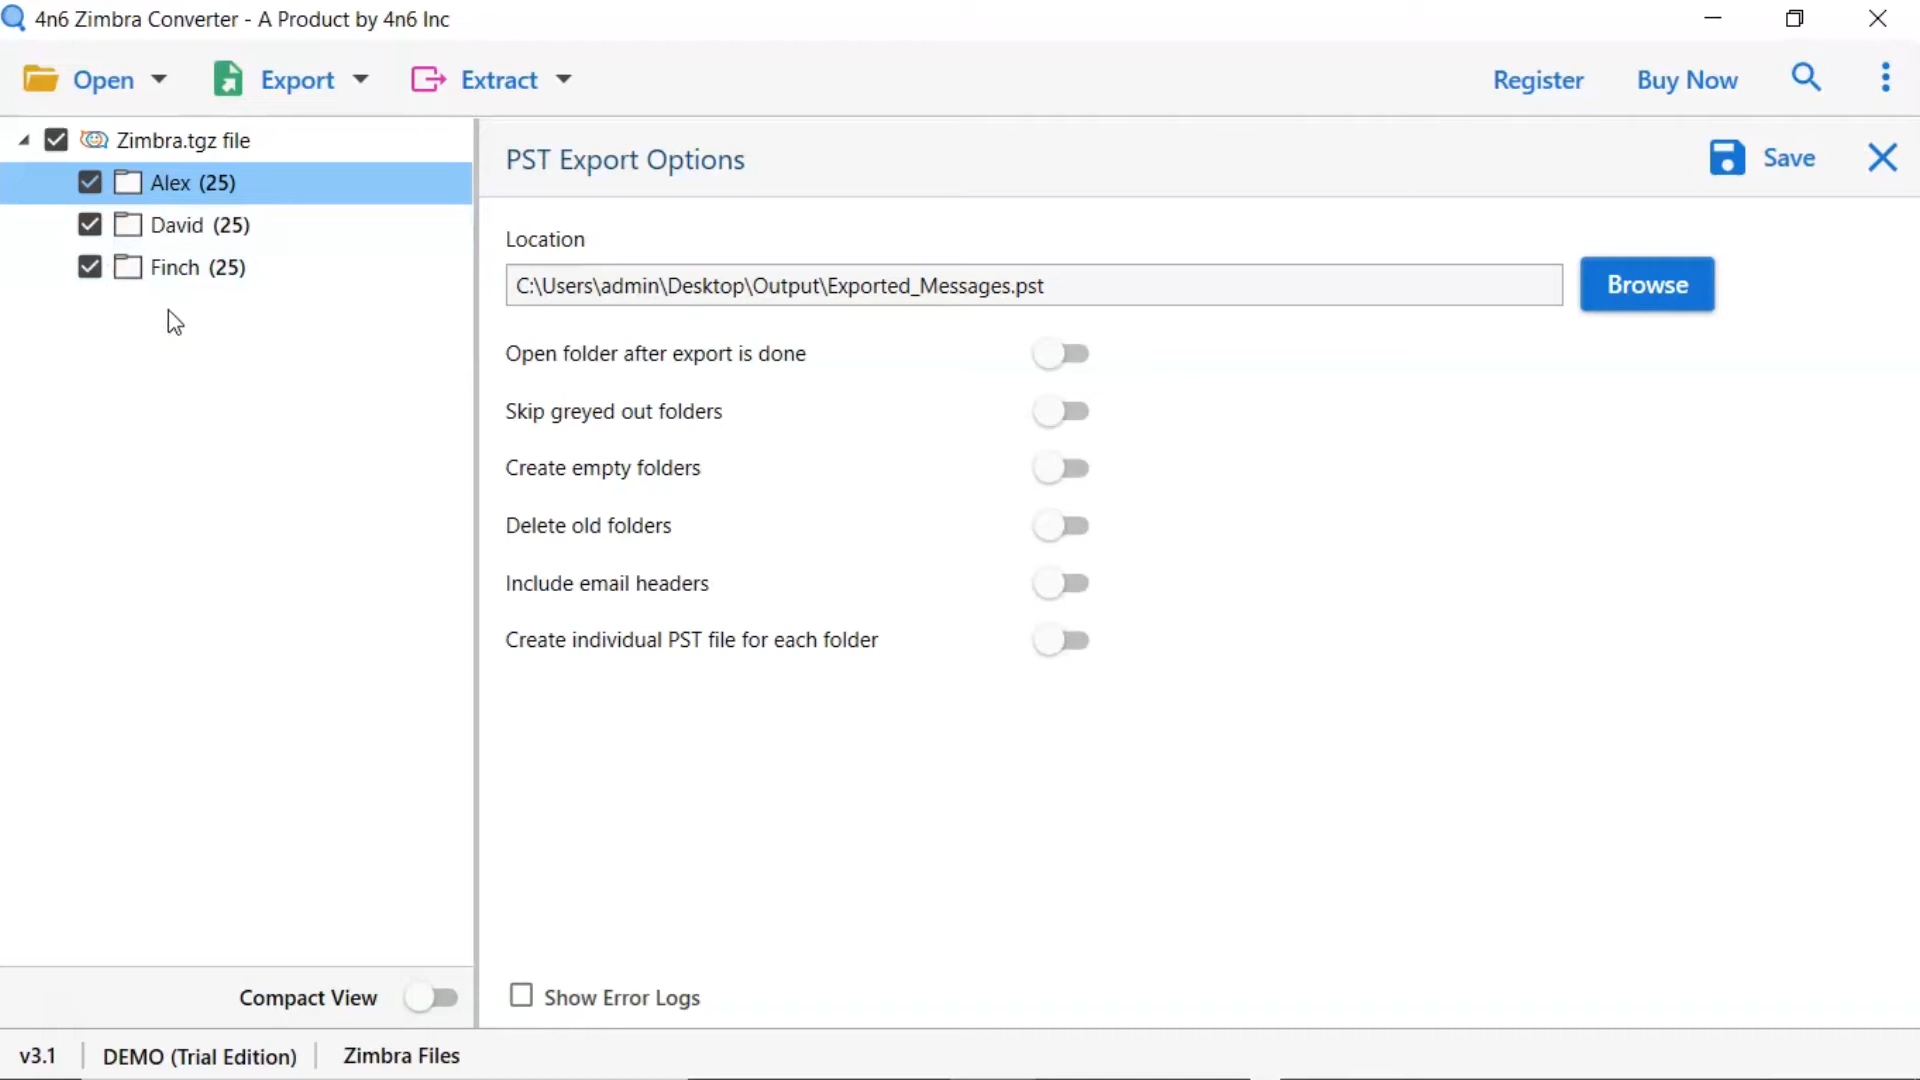 4n6 Zimbra Converter - A Product by 4n6 Inc
Open Export Extract Register Buy Now
Zimbra.tgz file
Alex (25)
David (25)
Finch (25)
PST Export Options Save
Location
C:\Users\admin\Desktop\Output\Exported_Messages.pst Browse
Open folder after export is done
Skip greyed out folders
Create empty folders
Delete old folders
Include email headers
Create individual PST file for each folder
Compact View
Show Error Logs
v3.1 DEMO (Trial Edition) Zimbra Files